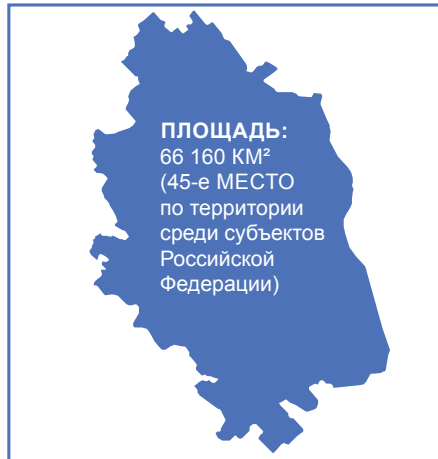 ПЛОЩАДЬ:
66 160 КМ²
(45-е МЕСТО
по территории
среди субъектов
Российской
Федерации)